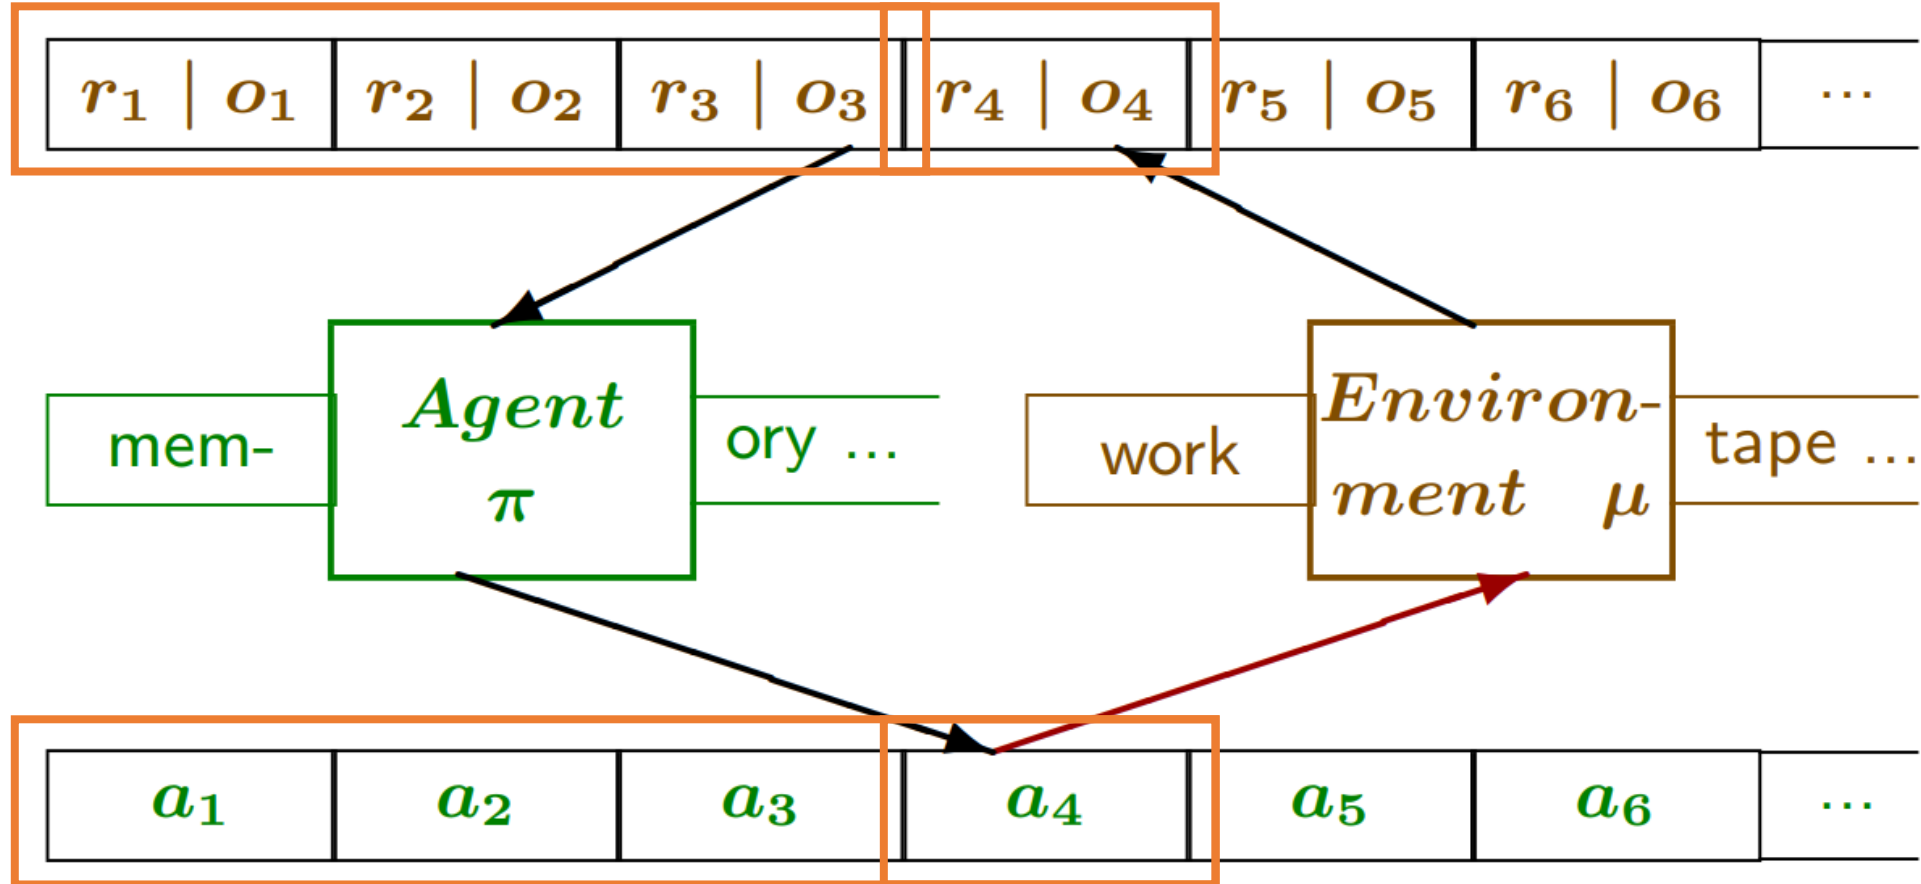 r₁ | o₁ r₂ | o₂ r₃ | o₃ r₄ | o₄ r₅ | o₅ r₆ | o₆ ...
mem- Agent ory ... work Environ- tape ...
π ment μ
a₁ a₂ a₃ a₄ a₅ a₆ ...